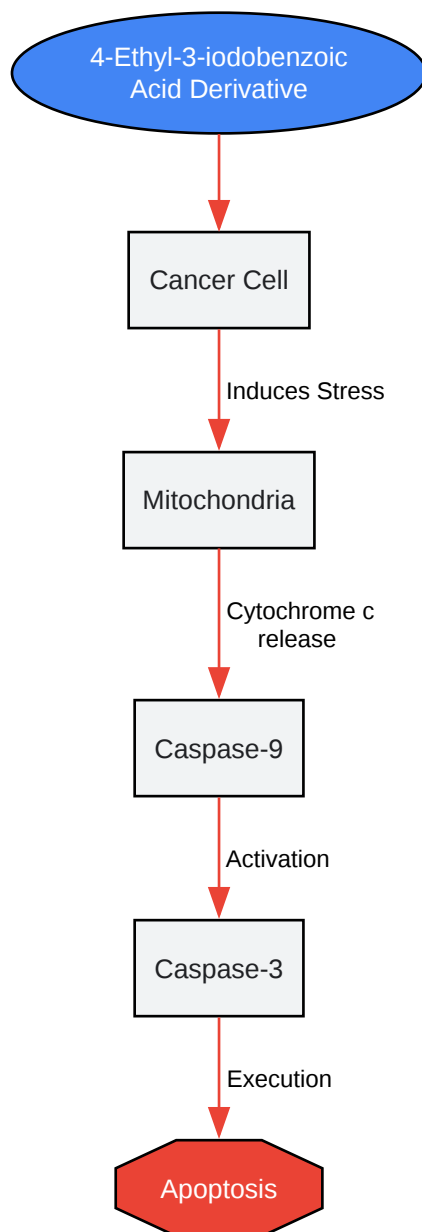 4-Ethyl-3-iodobenzoic
Acid Derivative
Cancer Cell
Induces Stress
Mitochondria
Cytochrome c
release
Caspase-9
Activation
Caspase-3
Execution
Apoptosis